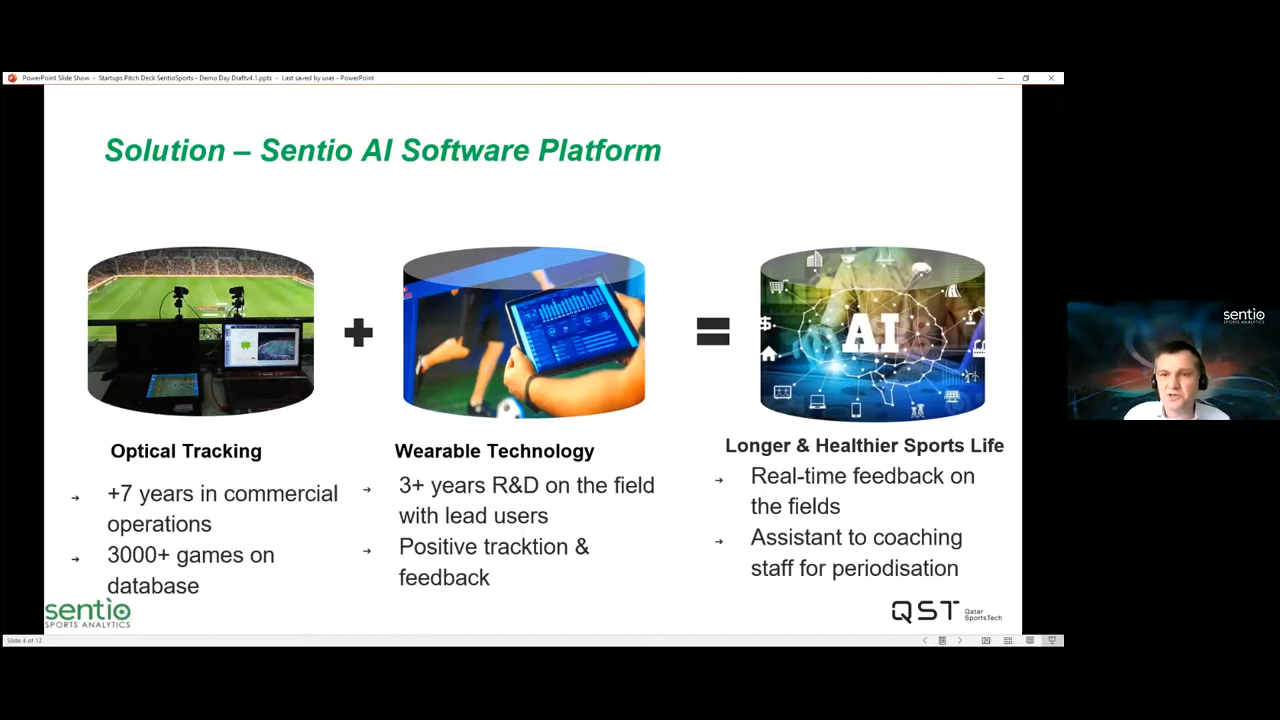 PowerPoint Slide Show - Startups Pitch Deck SentioSports - Demo Day Draftv4.1.pptx - Last saved by user - PowerPoint
Solution – Sentio AI Software Platform
AI
Optical Tracking
+7 years in commercial
operations
3000+ games on
database
Wearable Technology
3+ years R&D on the field
with lead users
Positive tracktion &
feedback
Longer & Healthier Sports Life
Real-time feedback on
the fields
Assistant to coaching
staff for periodisation
sentio
SPORTS ANALYTICS
QST Qatar
SportsTech
Slide 4 of 12
sentio
SPORTS ANALYTICS